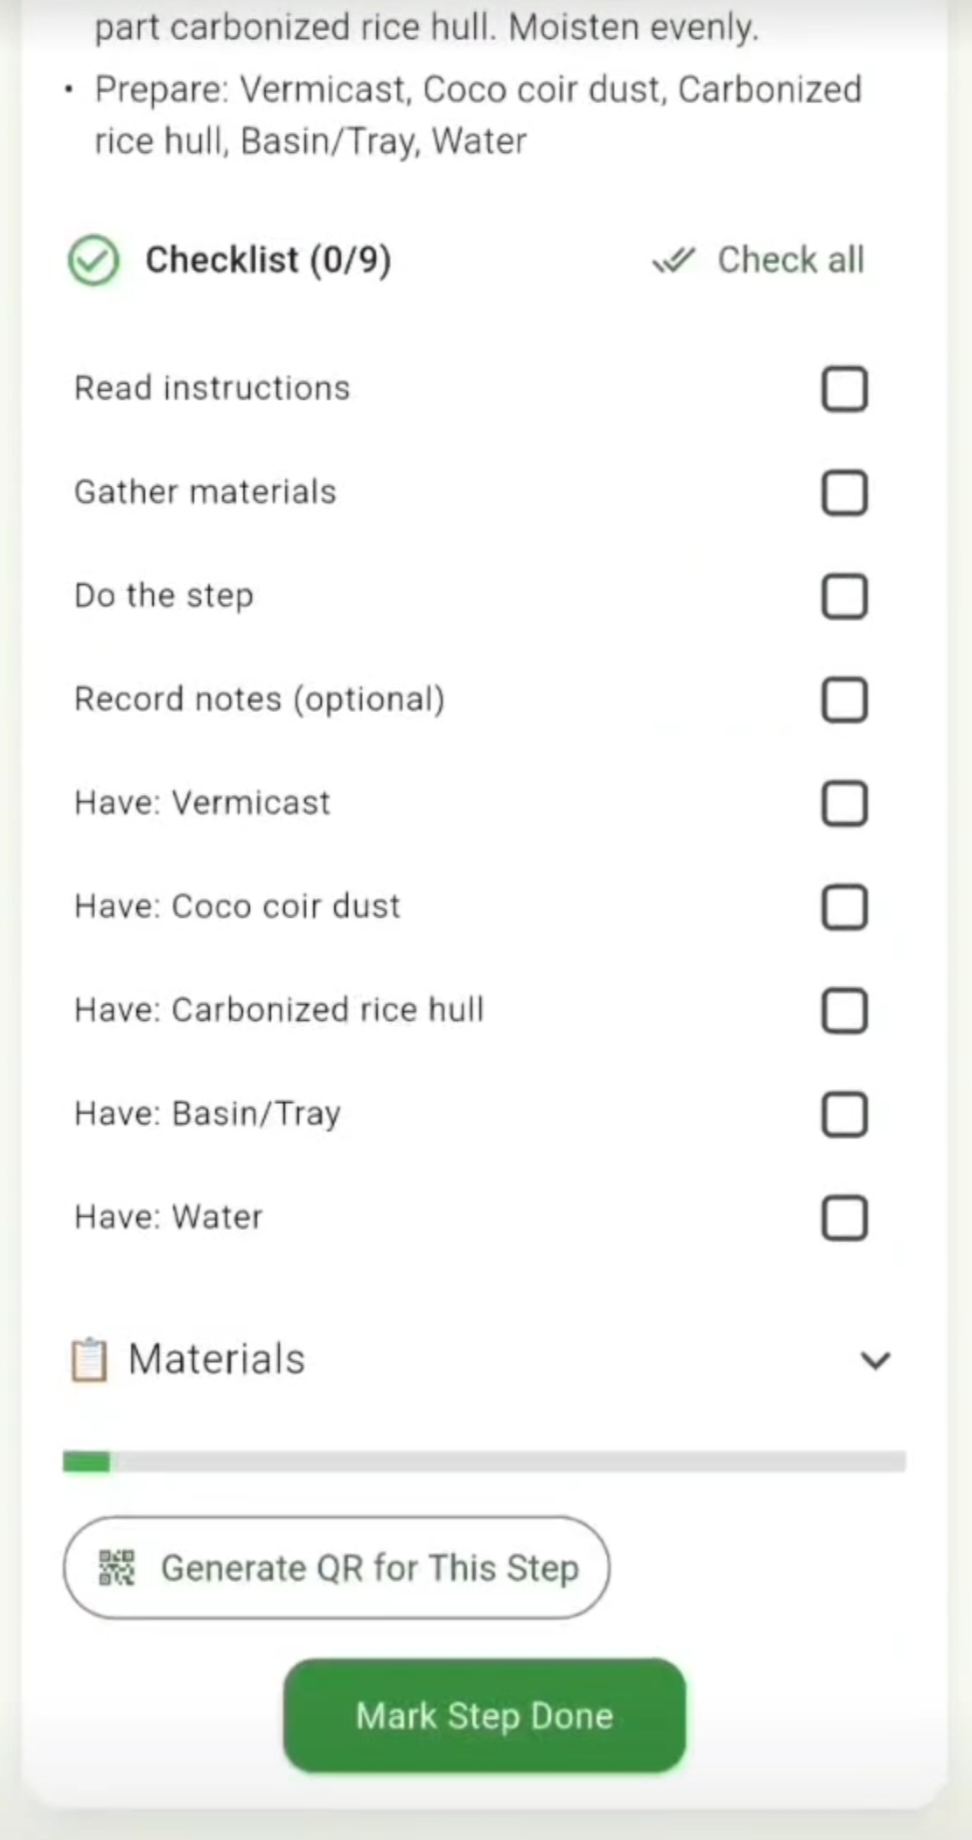 part carbonized rice hull. Moisten evenly.
• Prepare: Vermicast, Coco coir dust, Carbonized
rice hull, Basin/Tray, Water
Checklist (0/9)
Check all
Read instructions
Gather materials
Do the step
Record notes (optional)
Have: Vermicast
Have: Coco coir dust
Have: Carbonized rice hull
Have: Basin/Tray
Have: Water
Materials
Generate QR for This Step
Mark Step Done